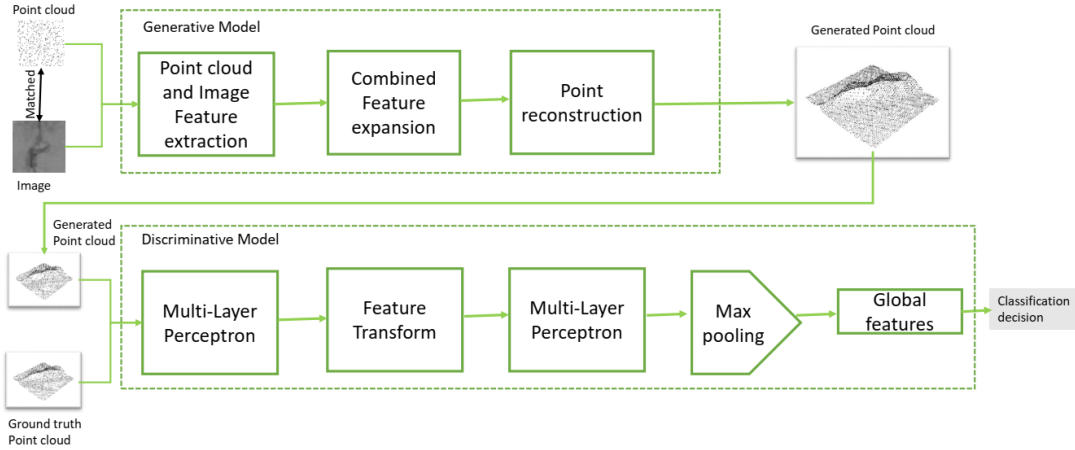 Point cloud
Matched
Image
Generative Model
Point cloud
and Image
Feature
extraction
Combined
Feature
expansion
Point
reconstruction
Generated Point cloud
Generated
Point cloud
Ground truth
Point cloud
Discriminative Model
Multi-Layer
Perceptron
Feature
Transform
Multi-Layer
Perceptron
Max
pooling
Global
features
Classification
decision